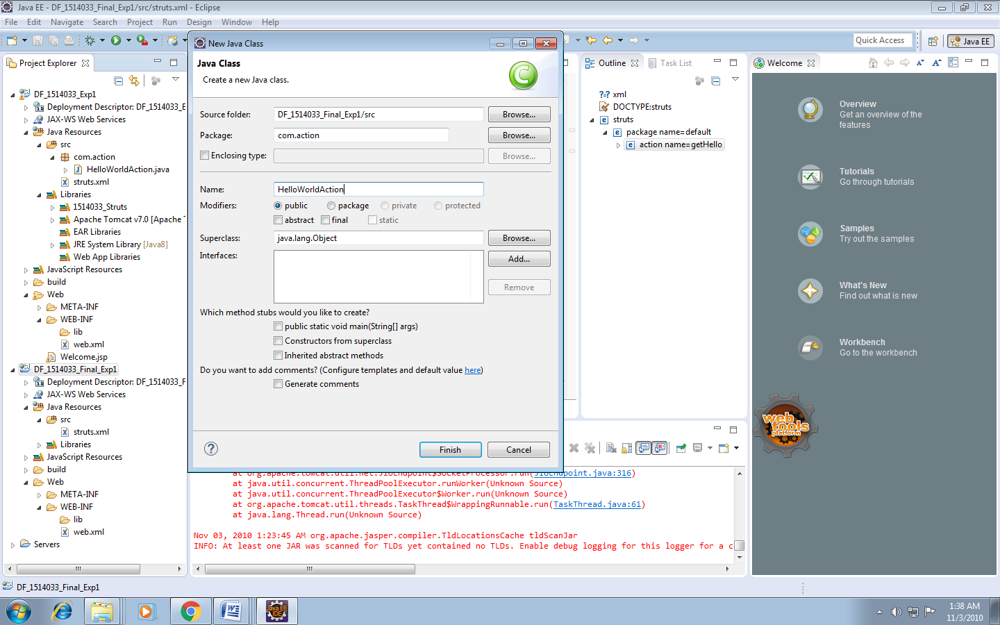 Java EE - DF_1514033_Final_Exp1/src/struts.xml - Eclipse
File Edit Navigate Search Project Run Design Window Help
Quick Access
Java EE
Project Explorer
DF_1514033_Exp1
Deployment Descriptor: DF_1514033_E
JAX-WS Web Services
Java Resources
src
com.action
HelloWorldAction.java
struts.xml
Libraries
1514033_Struts
Apache Tomcat v7.0 [Apache
EAR Libraries
JRE System Library [Java8]
Web App Libraries
JavaScript Resources
build
Web
META-INF
WEB-INF
lib
web.xml
Welcome.jsp
DF_1514033_Final_Exp1
Deployment Descriptor: DF_1514033_F
JAX-WS Web Services
Java Resources
src
struts.xml
Libraries
JavaScript Resources
build
Web
META-INF
WEB-INF
lib
web.xml
Servers
New Java Class
Java Class
Create a new Java class.
Source folder: DF_1514033_Final_Exp1/src Browse...
Package: com.action Browse...
Enclosing type: Browse...
Name: HelloWorldAction
Modifiers: public package private protected
abstract final static
Superclass: java.lang.Object Browse...
Interfaces: Add...
Remove
Which method stubs would you like to create?
public static void main(String[] args)
Constructors from superclass
Inherited abstract methods
Do you want to add comments? (Configure templates and default value here)
Generate comments
Finish Cancel
Outline Task List
xml
DOCTYPE:struts
struts
package name=default
action name=getHello
Welcome
Overview
Get an overview of the
features
Tutorials
Go through tutorials
Samples
Try out the samples
What's New
Find out what is new
Workbench
Go to the workbench
web
tools
platform
at org.apache.tomcat.util.net.JIoEndpoint$SocketProcessor.run(JIoEndpoint.java:316)
at java.util.concurrent.ThreadPoolExecutor.runWorker(Unknown Source)
at java.util.concurrent.ThreadPoolExecutor$Worker.run(Unknown Source)
at org.apache.tomcat.util.threads.TaskThread$WrappingRunnable.run(TaskThread.java:61)
at java.lang.Thread.run(Unknown Source)
Nov 03, 2010 1:23:45 AM org.apache.jasper.compiler.TldLocationsCache tldScanJar
INFO: At least one JAR was scanned for TLDs yet contained no TLDs. Enable debug logging for this logger for a c
DF_1514033_Final_Exp1
Java EE
IDE
1:38 AM
11/3/2010